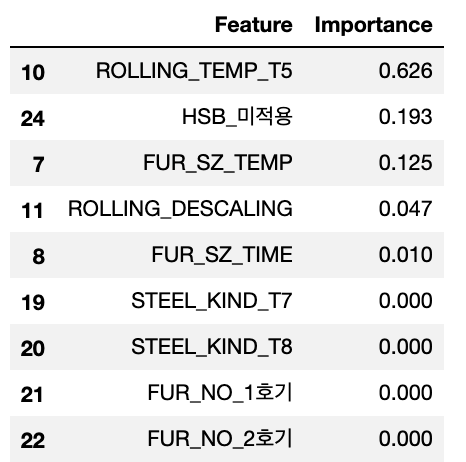 Feature Importance
10 ROLLING_TEMP_T5 0.626
24 HSB_미적용 0.193
7 FUR_SZ_TEMP 0.125
11 ROLLING_DESCALING 0.047
8 FUR_SZ_TIME 0.010
19 STEEL_KIND_T7 0.000
20 STEEL_KIND_T8 0.000
21 FUR_NO_1호기 0.000
22 FUR_NO_2호기 0.000